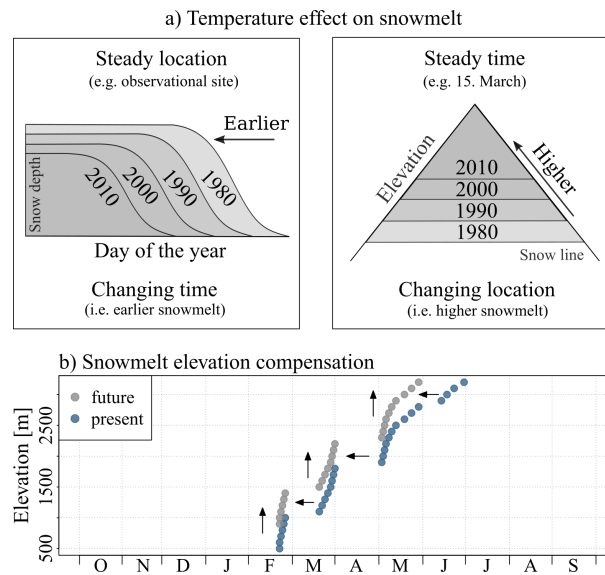 a) Temperature effect on snowmelt
Steady location
(e.g. observational site)
Earlier
Snow depth
2010
2000
1990
1980
Day of the year
Changing time
(i.e. earlier snowmelt)
Steady time
(e.g. 15. March)
Elevation
Higher
2010
2000
1990
1980
Snow line
Changing location
(i.e. higher snowmelt)
b) Snowmelt elevation compensation
future
present
Elevation [m]
2500
1500
500
O N D J F M A M J J A S